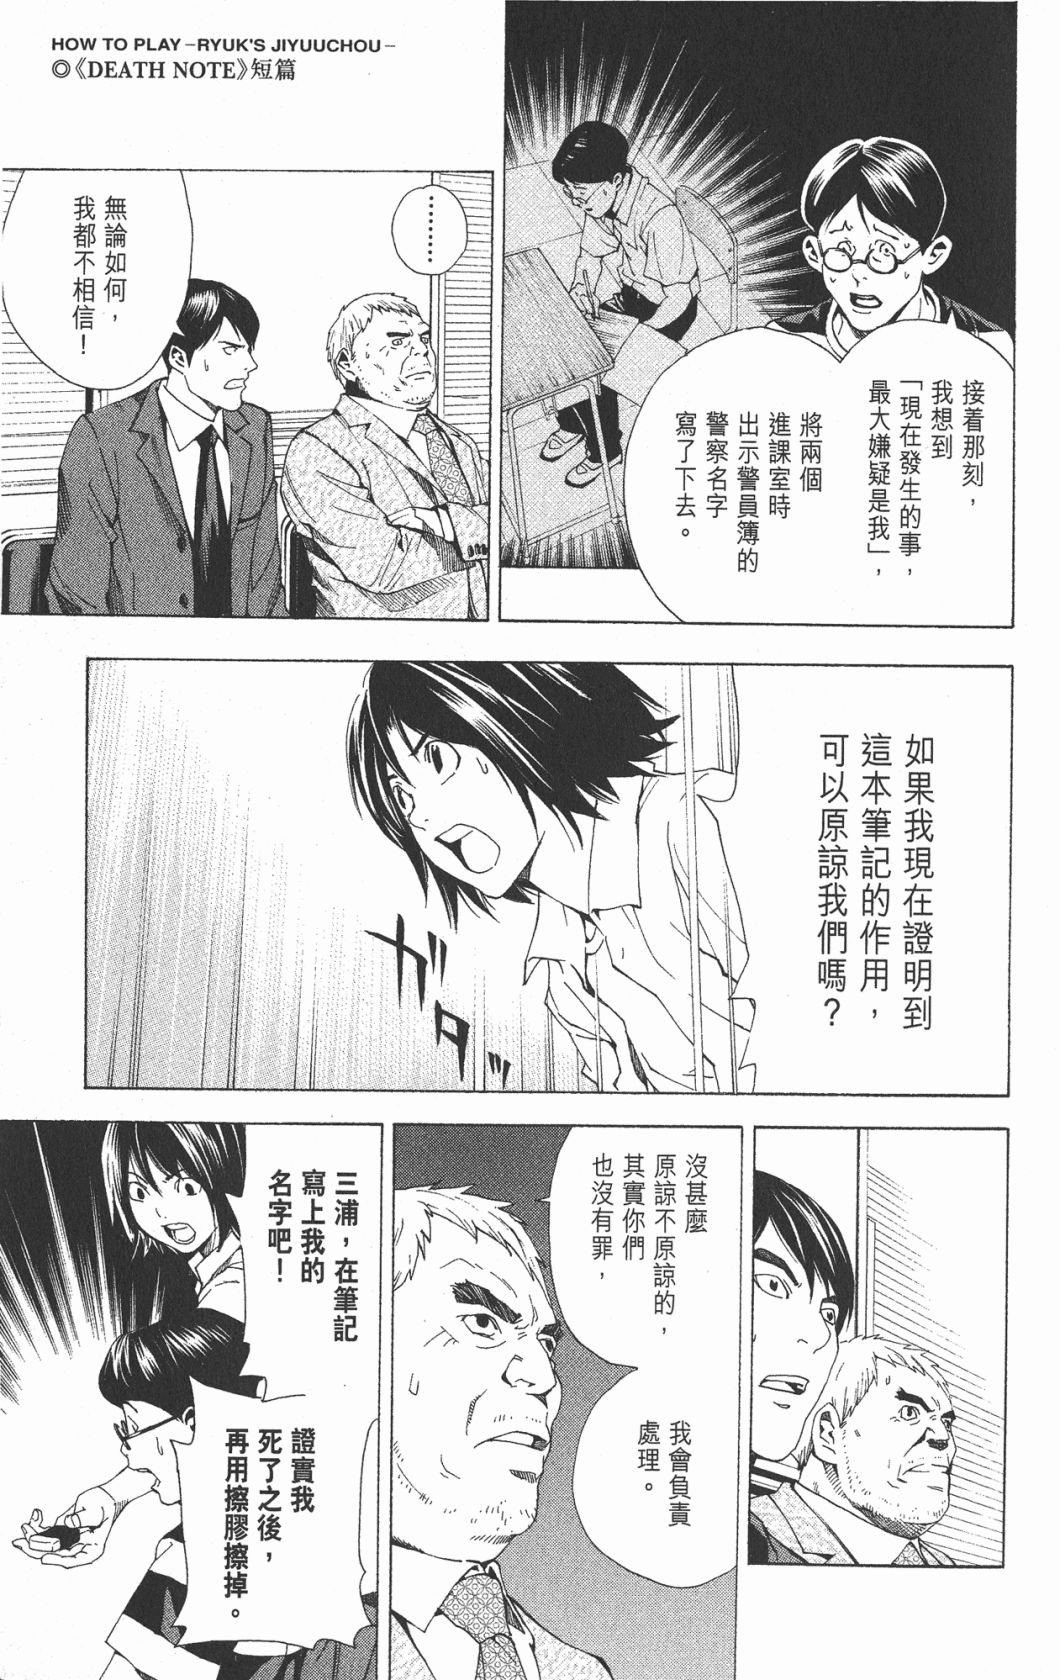 HOW TO PLAY –RYUK'S JIYUUCHOU–
◎《DEATH NOTE》短篇
接着那刻，
我想到
「現在發生的事，
最大嫌疑是我」，
將兩個
進課室時
出示警員簿的
警察名字
寫了下去。
………
無論如何，
我都不相信！
如果我現在證明到
這本筆記的作用，
可以原諒我們嗎？
ガタ
沒甚麼
原諒不原諒的，
其實你們
也沒有罪，
我會負責
處理。
三浦，在筆記
寫上我的
名字吧！
證實我
死了之後，
再用擦膠擦掉。